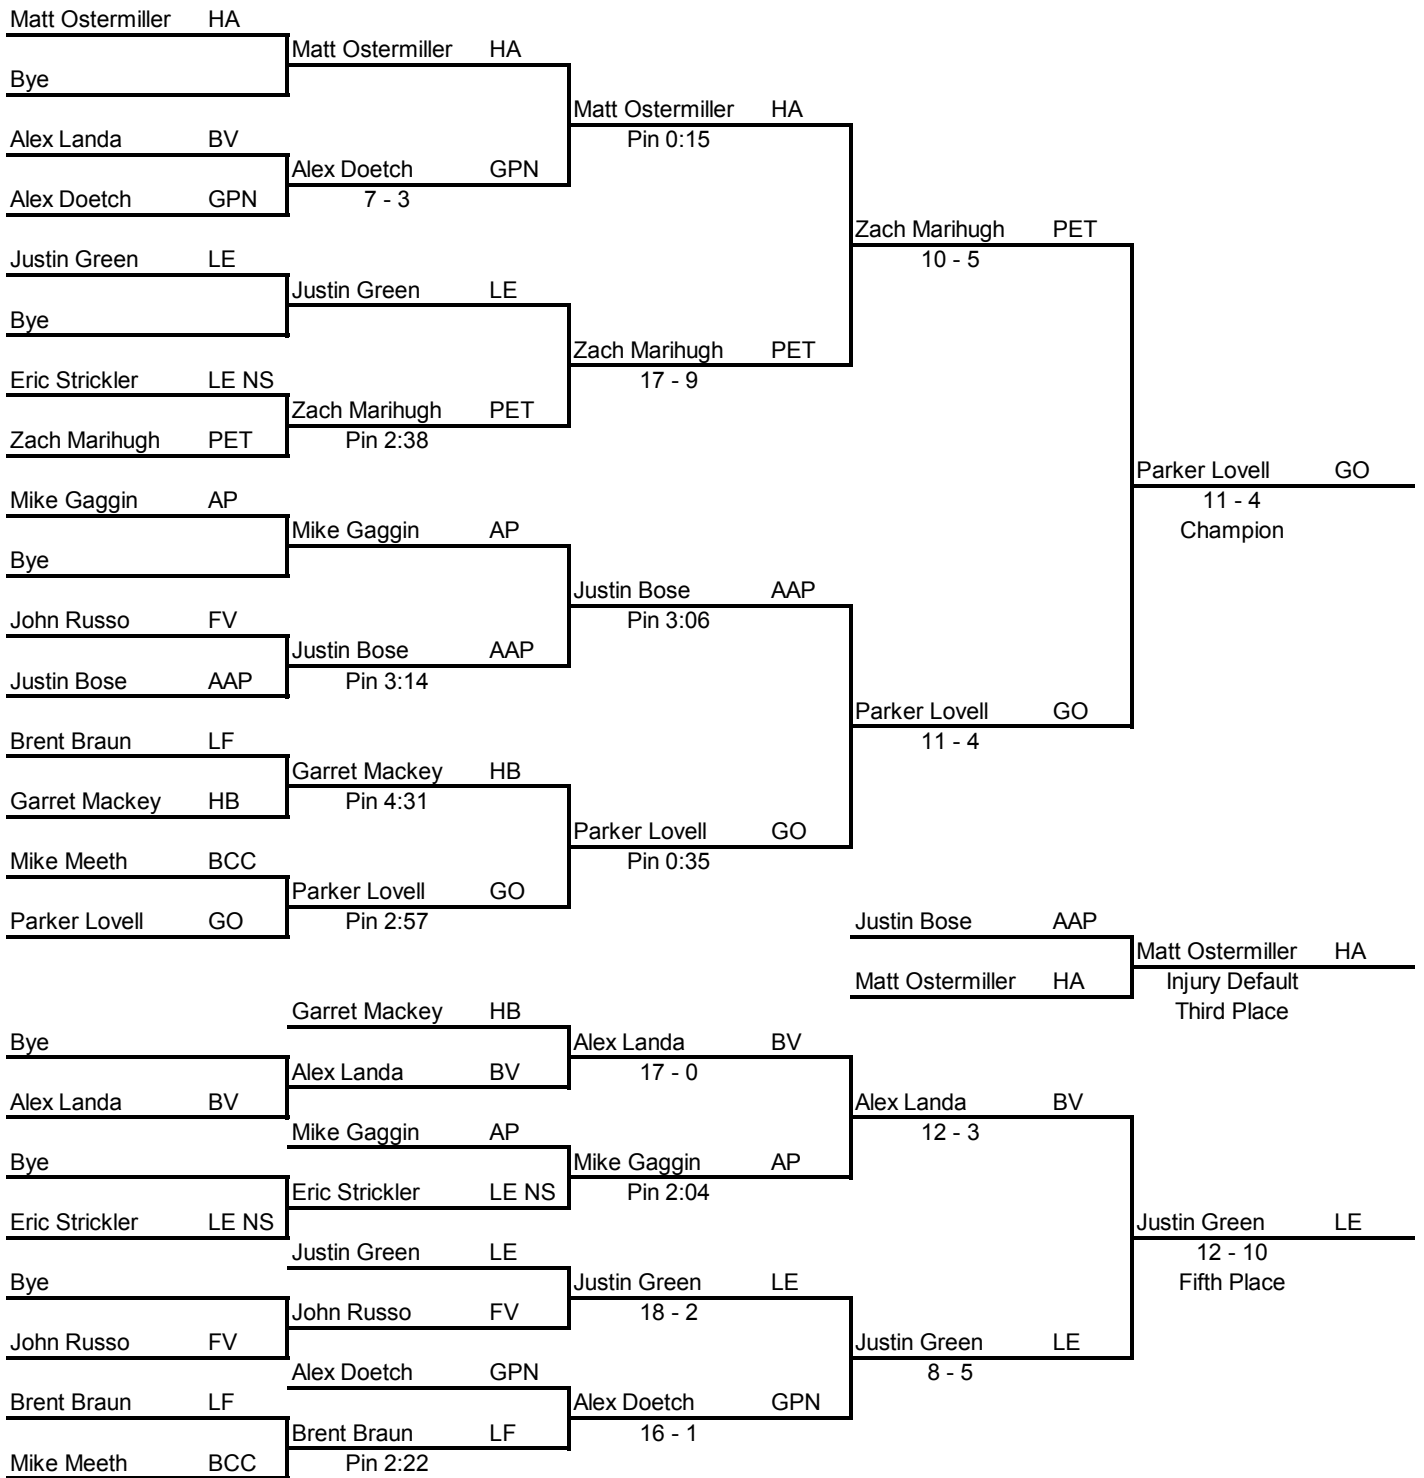 Matt Ostermiller HA
Matt Ostermiller HA
Bye
Matt Ostermiller HA
Alex Landa BV
Pin 0:15
Alex Doetch GPN
Alex Doetch GPN
7 - 3
Zach Marihugh PET
Justin Green LE
10 - 5
Justin Green LE
Bye
Zach Marihugh PET
Eric Strickler LE NS
17 - 9
Zach Marihugh PET
Zach Marihugh PET
Pin 2:38
Parker Lovell GO
Mike Gaggin AP
11 - 4
Mike Gaggin AP
Champion
Bye
Justin Bose AAP
John Russo FV
Pin 3:06
Justin Bose AAP
Justin Bose AAP
Pin 3:14
Parker Lovell GO
Brent Braun LF
11 - 4
Garret Mackey HB
Garret Mackey HB
Pin 4:31
Parker Lovell GO
Mike Meeth BCC
Pin 0:35
Parker Lovell GO
Parker Lovell GO
Pin 2:57
Justin Bose AAP
Matt Ostermiller HA
Matt Ostermiller HA
Injury Default
Garret Mackey HB
Third Place
Bye
Alex Landa BV
Alex Landa BV
17 - 0
Alex Landa BV
Alex Landa BV
Mike Gaggin AP
12 - 3
Bye
Mike Gaggin AP
Eric Strickler LE NS
Pin 2:04
Eric Strickler LE NS
Justin Green LE
Justin Green LE
12 - 10
Bye
Justin Green LE
Fifth Place
John Russo FV
18 - 2
John Russo FV
Justin Green LE
Alex Doetch GPN
8 - 5
Brent Braun LF
Alex Doetch GPN
Brent Braun LF
16 - 1
Mike Meeth BCC
Pin 2:22